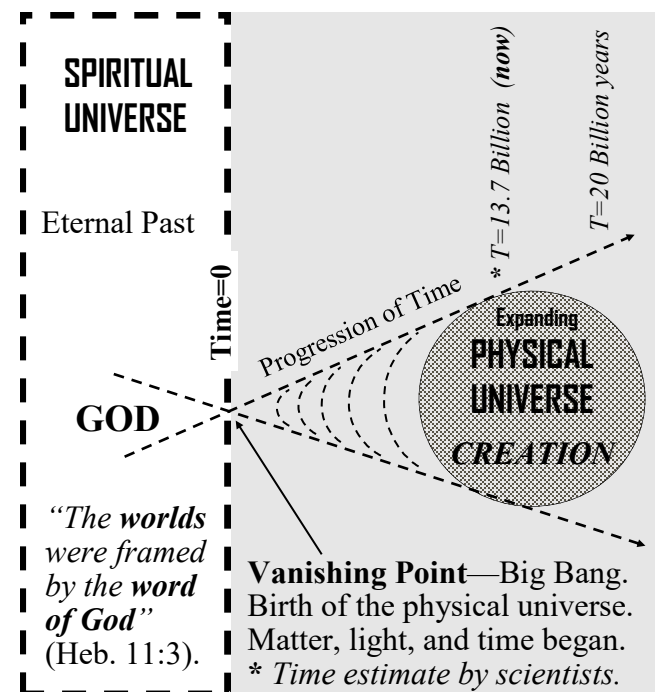 SPIRITUAL
UNIVERSE
Eternal Past
GOD
“The worlds
were framed
by the word
of God”
(Heb. 11:3).
Time=0
Progression of Time
* T=13.7 Billion (now)
T=20 Billion years
Expanding
PHYSICAL
UNIVERSE
CREATION
Vanishing Point—Big Bang.
Birth of the physical universe.
Matter, light, and time began.
* Time estimate by scientists.